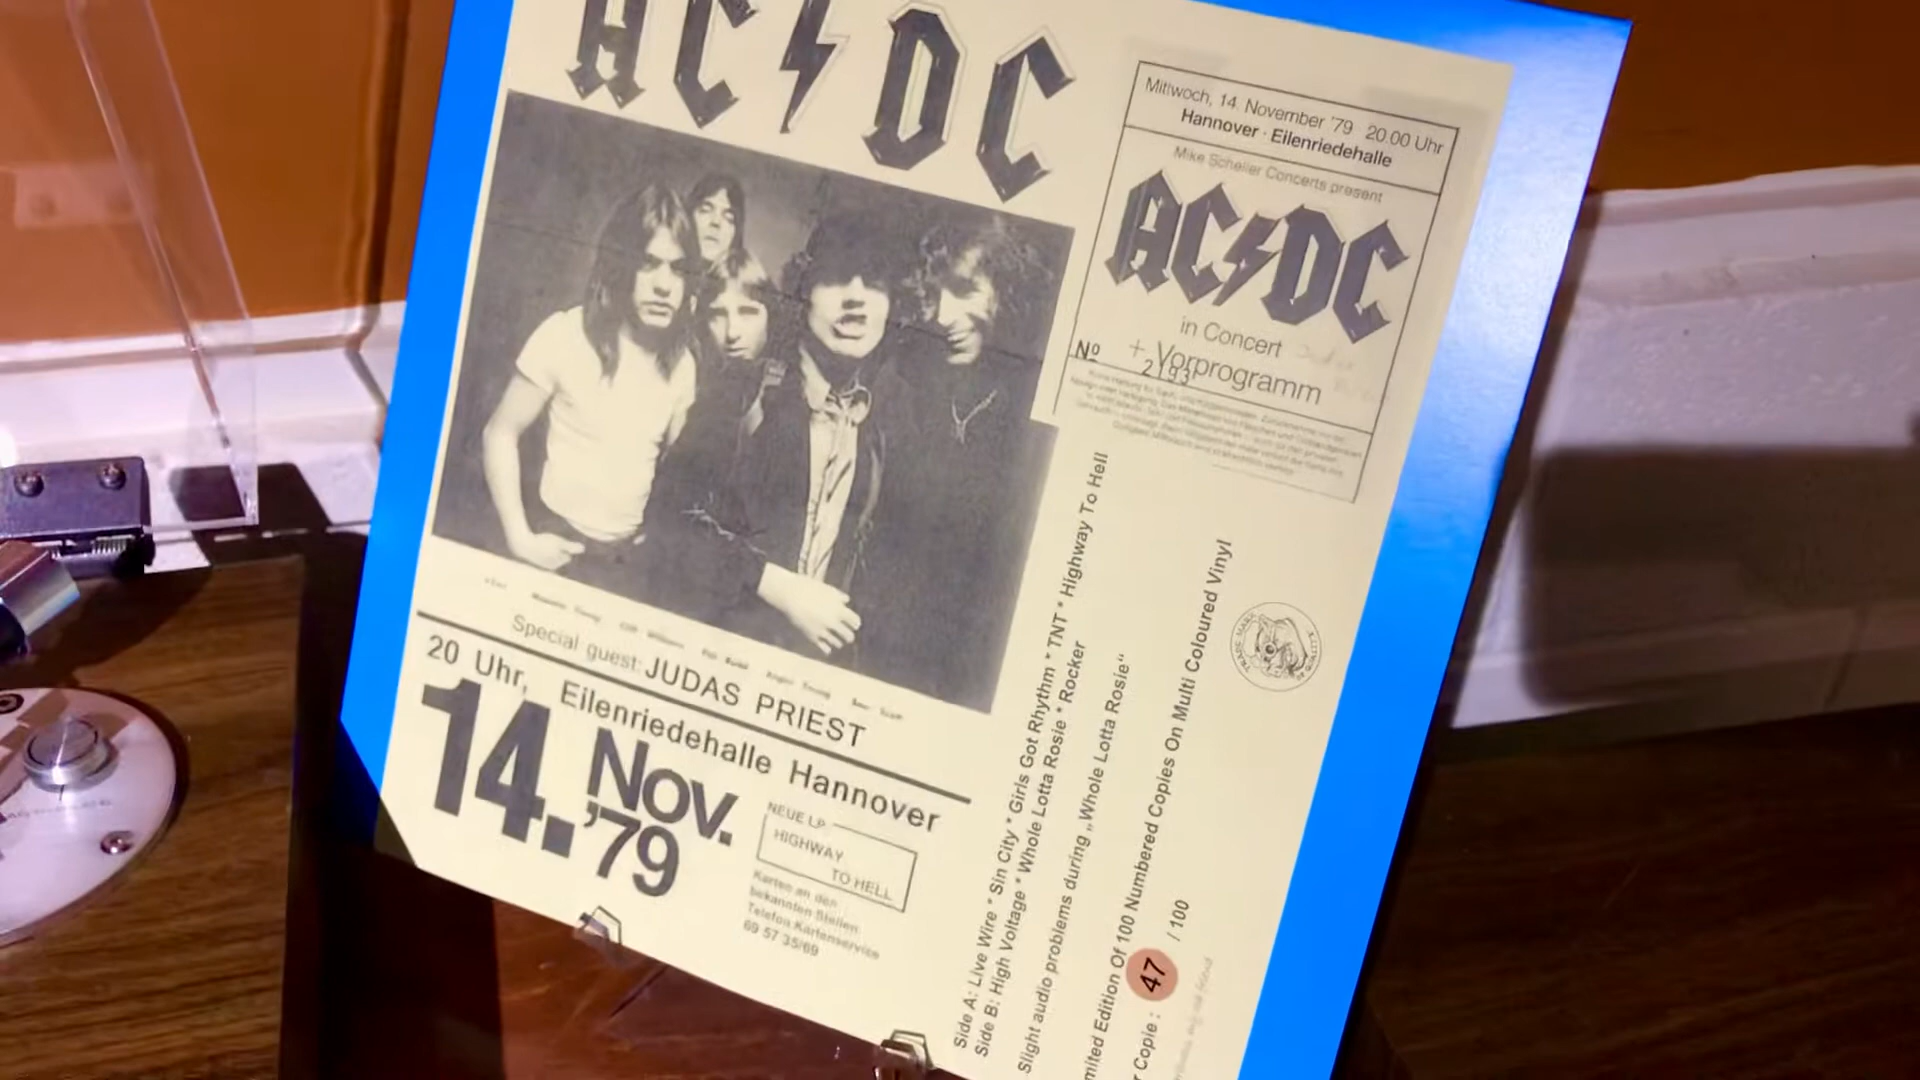 AC⚡DC
Special guest: JUDAS PRIEST
20 Uhr, Eilenriedehalle Hannover
14. Nov. '79
NEUE LP
HIGHWAY
TO HELL
Karten an den
bekannten Stellen
Telefon Kartenservice
69 57 35/69
Mittwoch, 14. November '79 20.00 Uhr
Hannover · Eilenriedehalle
Mike Scheller Concerts present
AC⚡DC
in Concert
+ Vorprogramm
Nº 2193
Side A: Live Wire * Sin City * Girls Got Rhythm * TNT * Highway To Hell
Side B: High Voltage * Whole Lotta Rosie * Rocker
Slight audio problems during „Whole Lotta Rosie“
mited Edition Of 100 Numbered Copies On Multi Coloured Vinyl
r Copie : 47 / 100
TRADE MARK